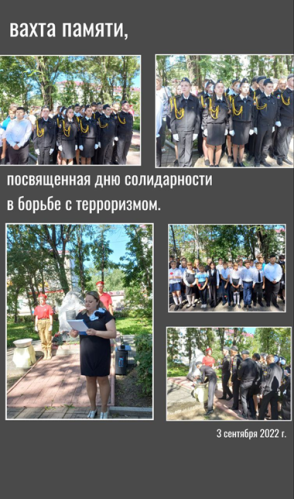 вахта памяти,
посвященная дню солидарности
в борьбе с терроризмом.
3 сентября 2022 г.